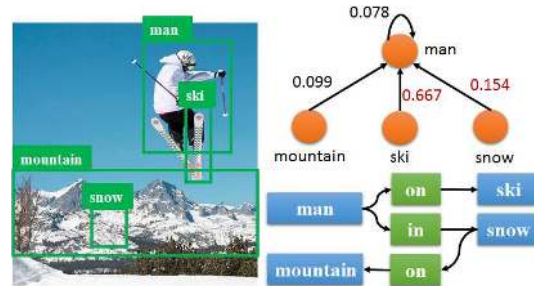 man
ski
mountain
snow
0.078
man
0.099
0.667
0.154
mountain
ski
snow
man
on
ski
in
snow
mountain
on